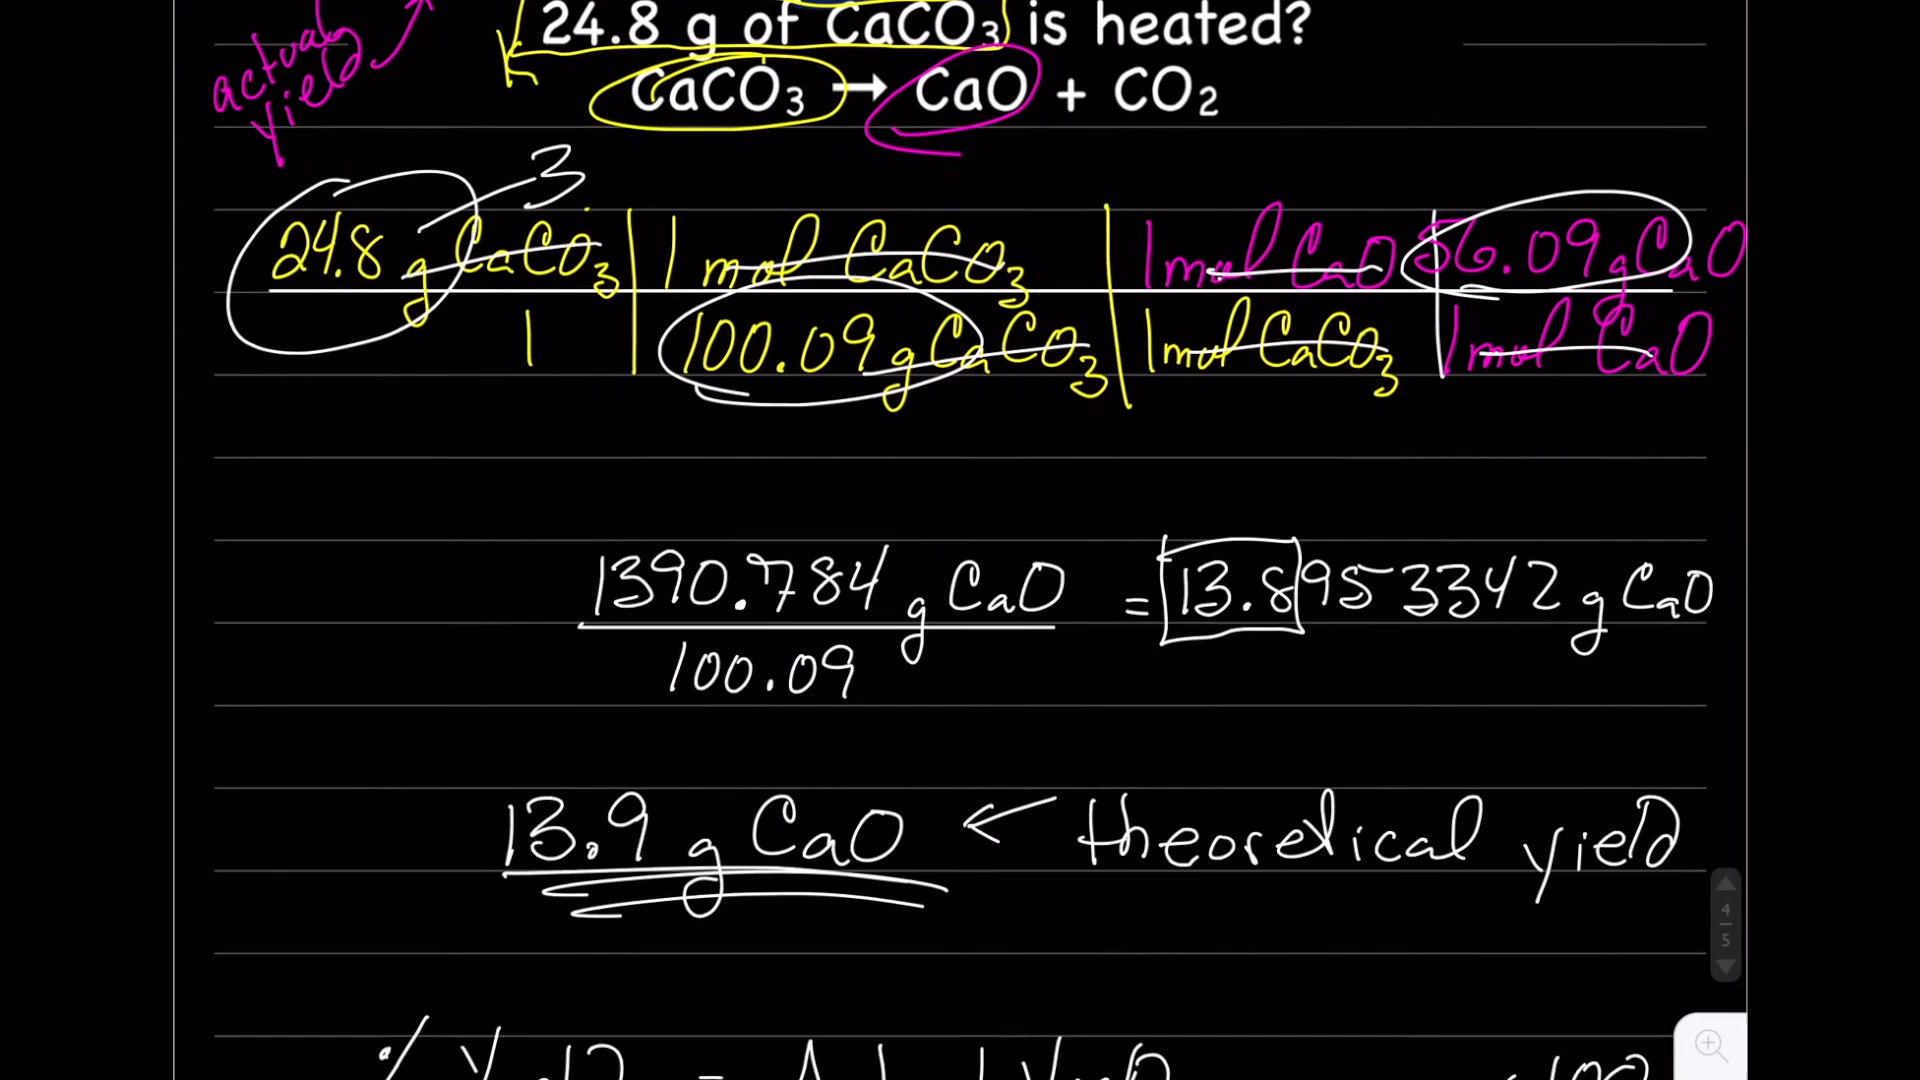 24.8 g of CaCO₃ is heated?
actual
yield
CaCO₃ → CaO + CO₂
3
24.8 g CaCO₃ | 1 mol CaCO₃ | 1 mol CaO | 56.09 g CaO
1 | 100.09 g CaCO₃ | 1 mol CaCO₃ | 1 mol CaO
1390.784 g CaO = 13.8953342 g CaO
100.09
13.9 g CaO ← theoretical yield
4
5